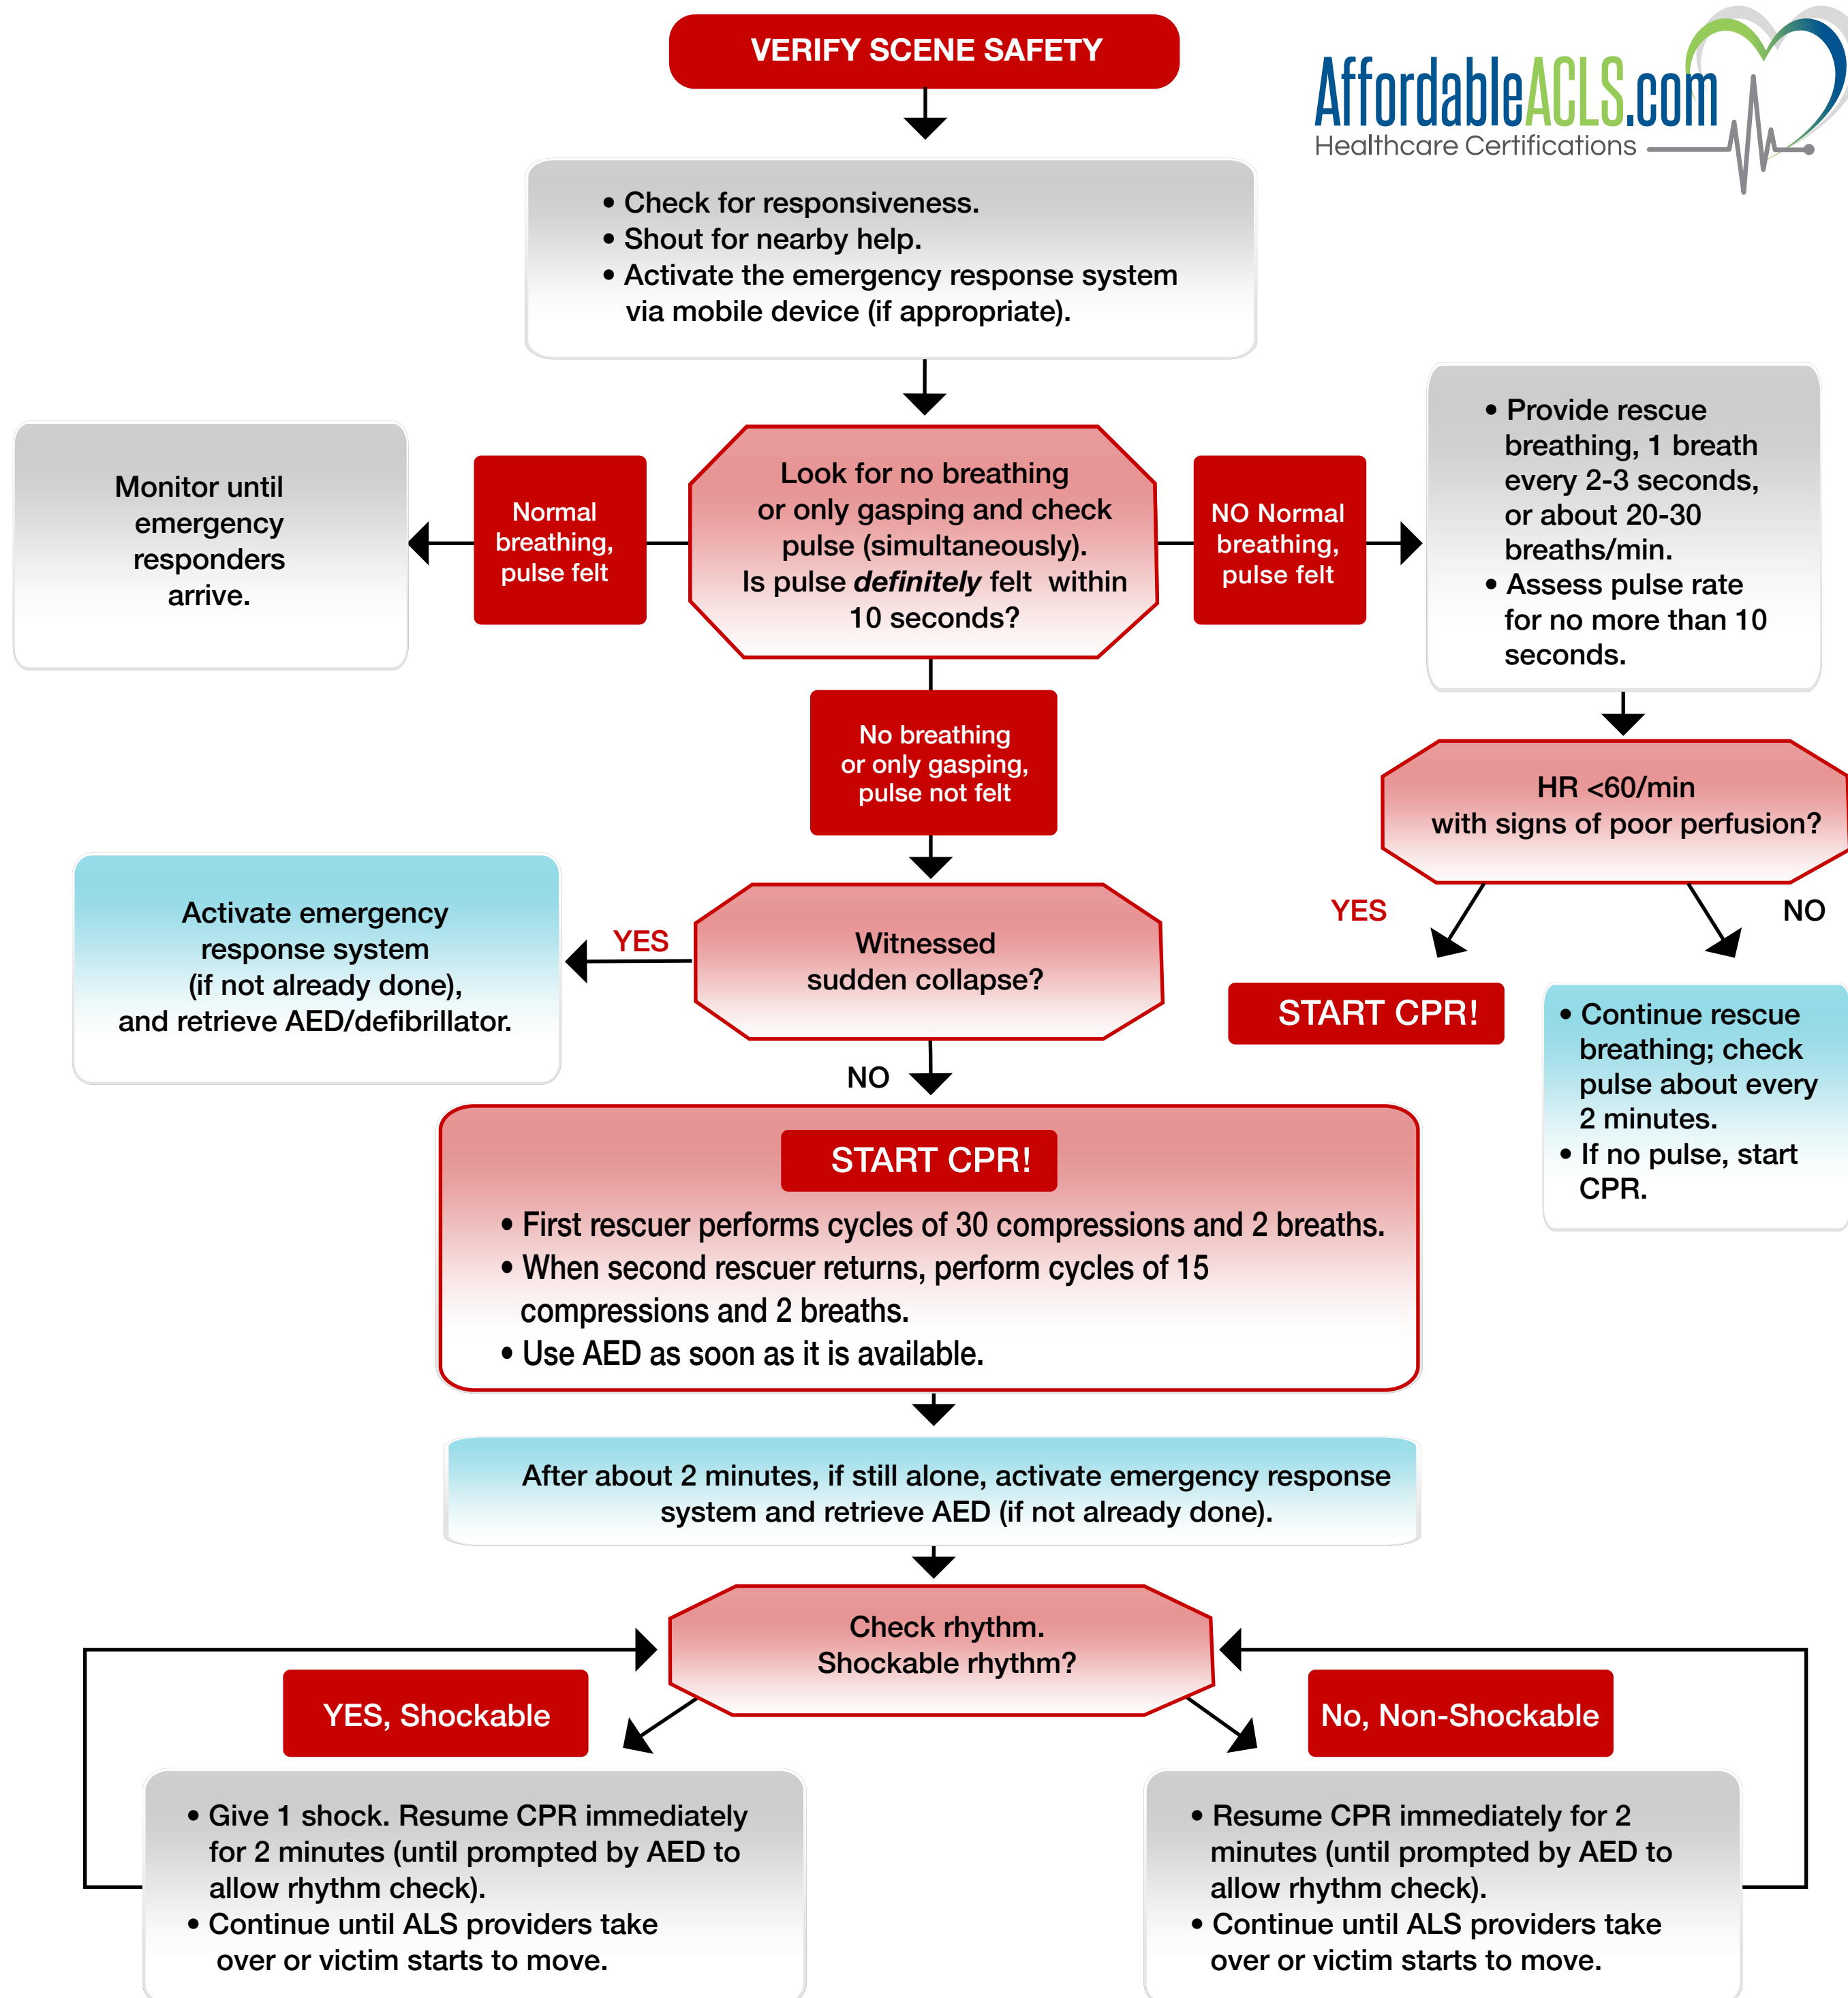 VERIFY SCENE SAFETY
AffordableACLS.com
Healthcare Certifications
• Check for responsiveness.
• Shout for nearby help.
• Activate the emergency response system
via mobile device (if appropriate).
Monitor until
emergency
responders
arrive.
Normal
breathing,
pulse felt
Look for no breathing
or only gasping and check
pulse (simultaneously).
Is pulse definitely felt within
10 seconds?
NO Normal
breathing,
pulse felt
• Provide rescue
breathing, 1 breath
every 2-3 seconds,
or about 20-30
breaths/min.
• Assess pulse rate
for no more than 10
seconds.
No breathing
or only gasping,
pulse not felt
HR <60/min
with signs of poor perfusion?
YES
NO
START CPR!
• Continue rescue
breathing; check
pulse about every
2 minutes.
• If no pulse, start
CPR.
Witnessed
sudden collapse?
YES
Activate emergency
response system
(if not already done),
and retrieve AED/defibrillator.
NO
START CPR!
• First rescuer performs cycles of 30 compressions and 2 breaths.
• When second rescuer returns, perform cycles of 15
compressions and 2 breaths.
• Use AED as soon as it is available.
After about 2 minutes, if still alone, activate emergency response
system and retrieve AED (if not already done).
Check rhythm.
Shockable rhythm?
YES, Shockable
No, Non-Shockable
• Give 1 shock. Resume CPR immediately
for 2 minutes (until prompted by AED to
allow rhythm check).
• Continue until ALS providers take
over or victim starts to move.
• Resume CPR immediately for 2
minutes (until prompted by AED to
allow rhythm check).
• Continue until ALS providers take
over or victim starts to move.